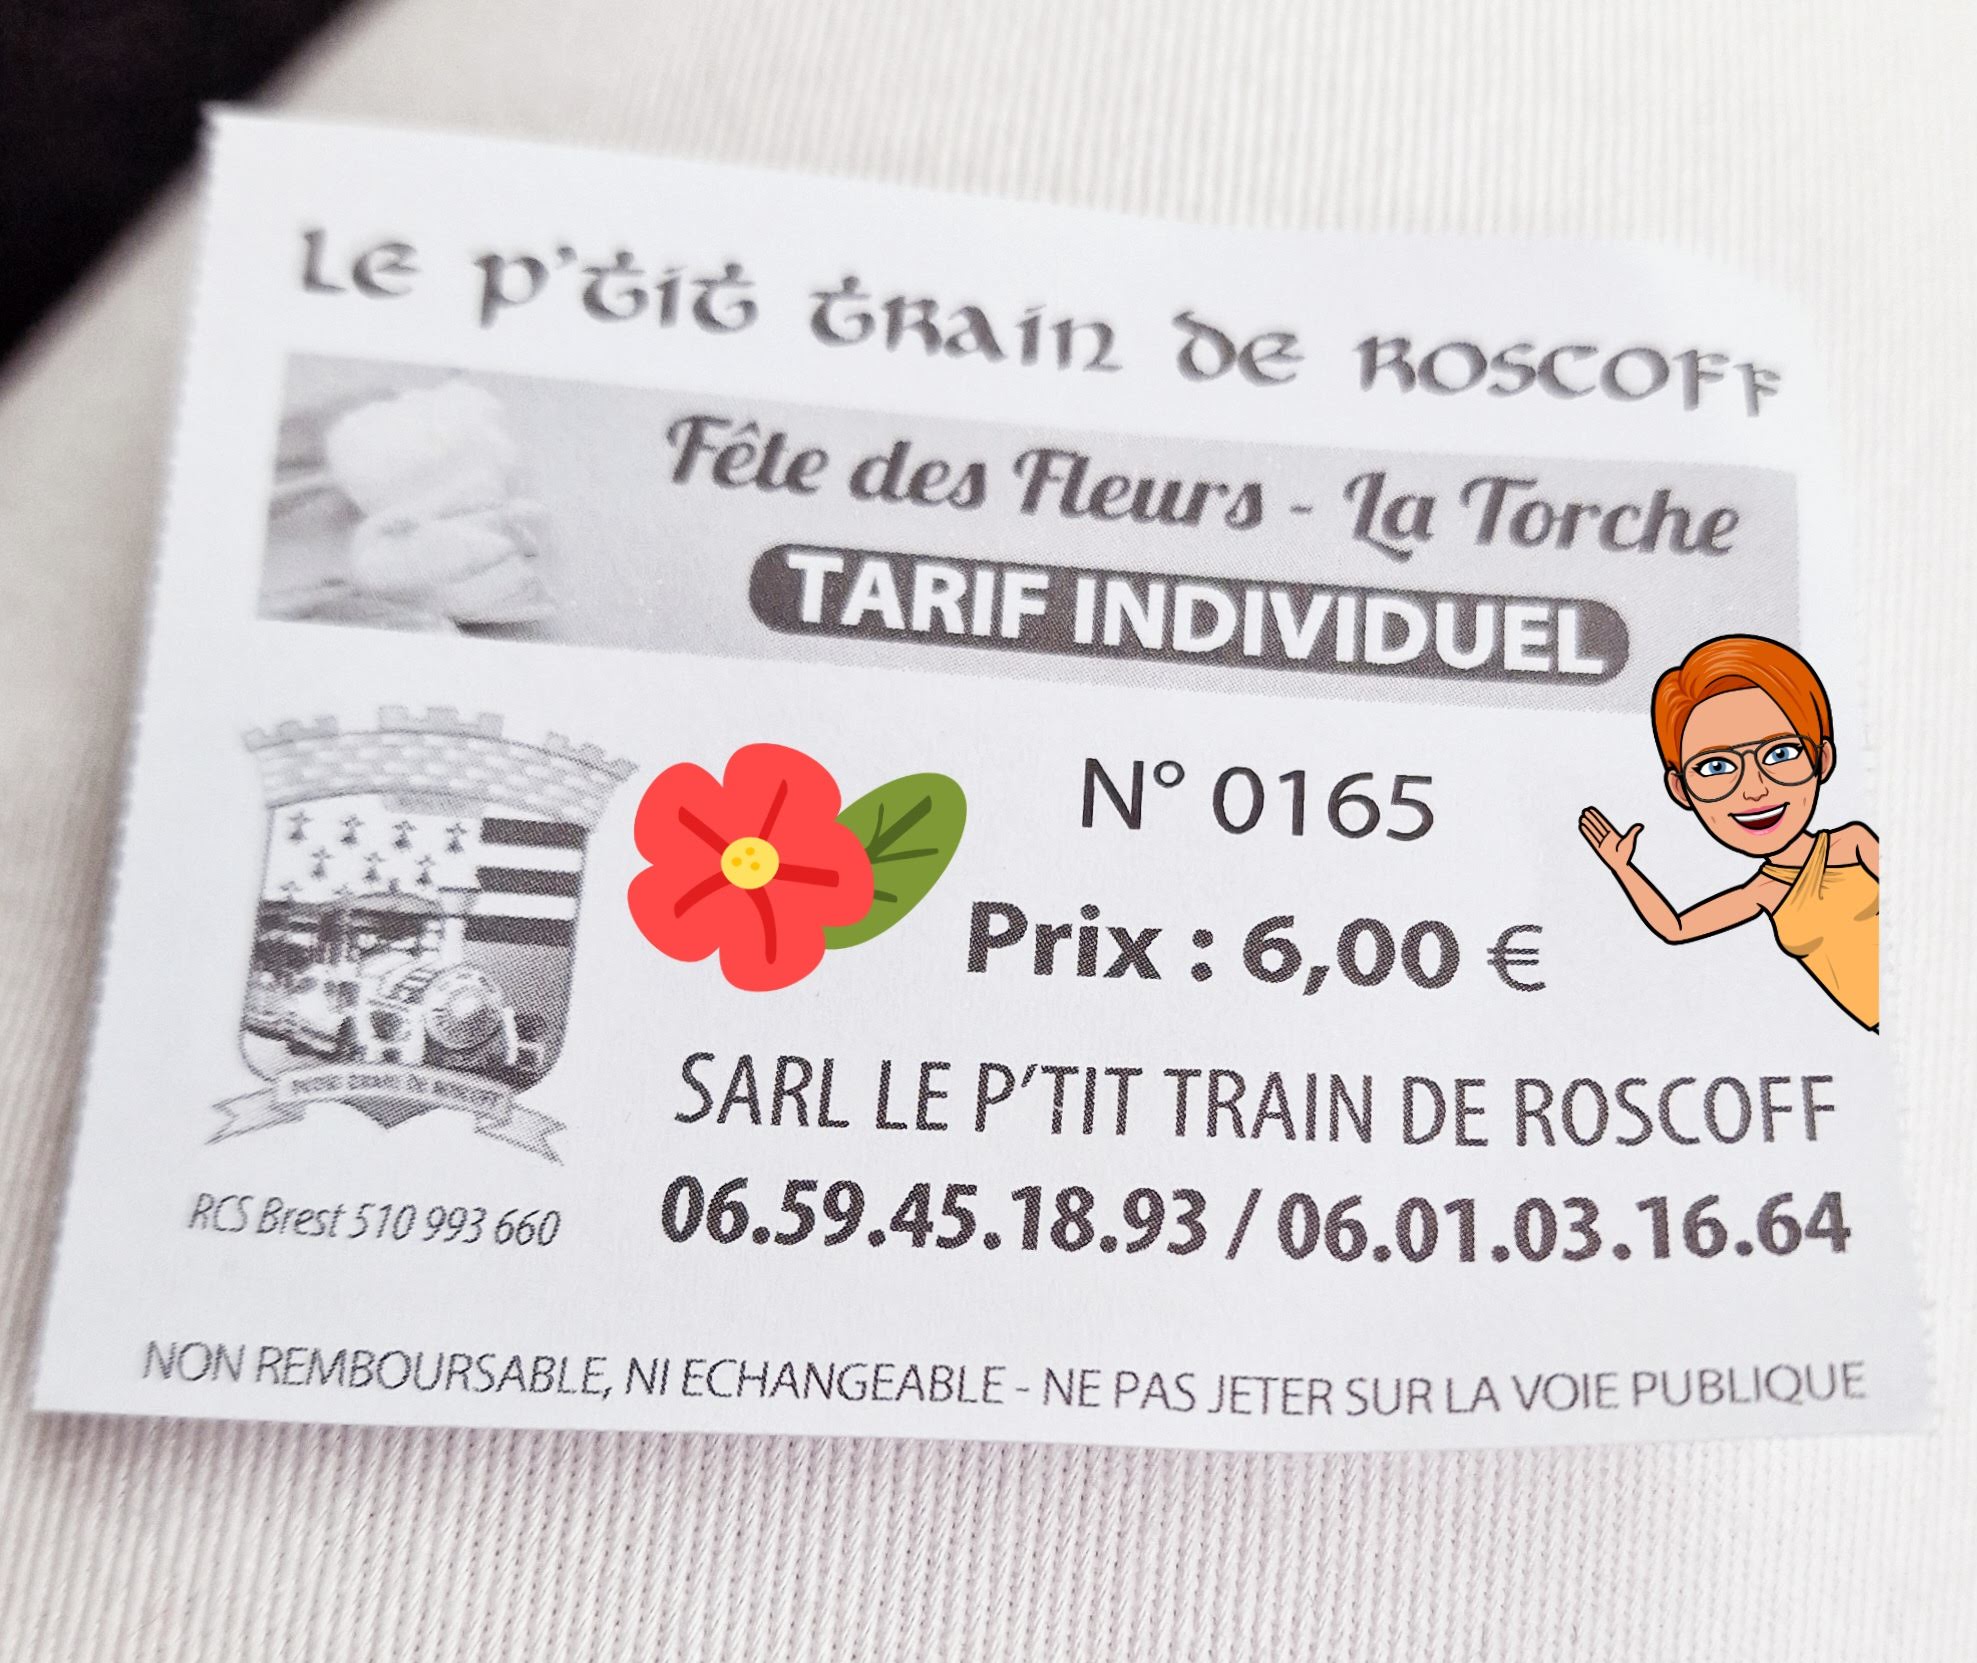 LE P'TIT TRAIN DE ROSCOFF
Fête des Fleurs - La Torche
TARIF INDIVIDUEL
N° 0165
Prix : 6,00 €
SARL LE P'TIT TRAIN DE ROSCOFF
06.59.45.18.93 / 06.01.03.16.64
RCS Brest 510 993 660
NON REMBOURSABLE, NI ECHANGEABLE - NE PAS JETER SUR LA VOIE PUBLIQUE